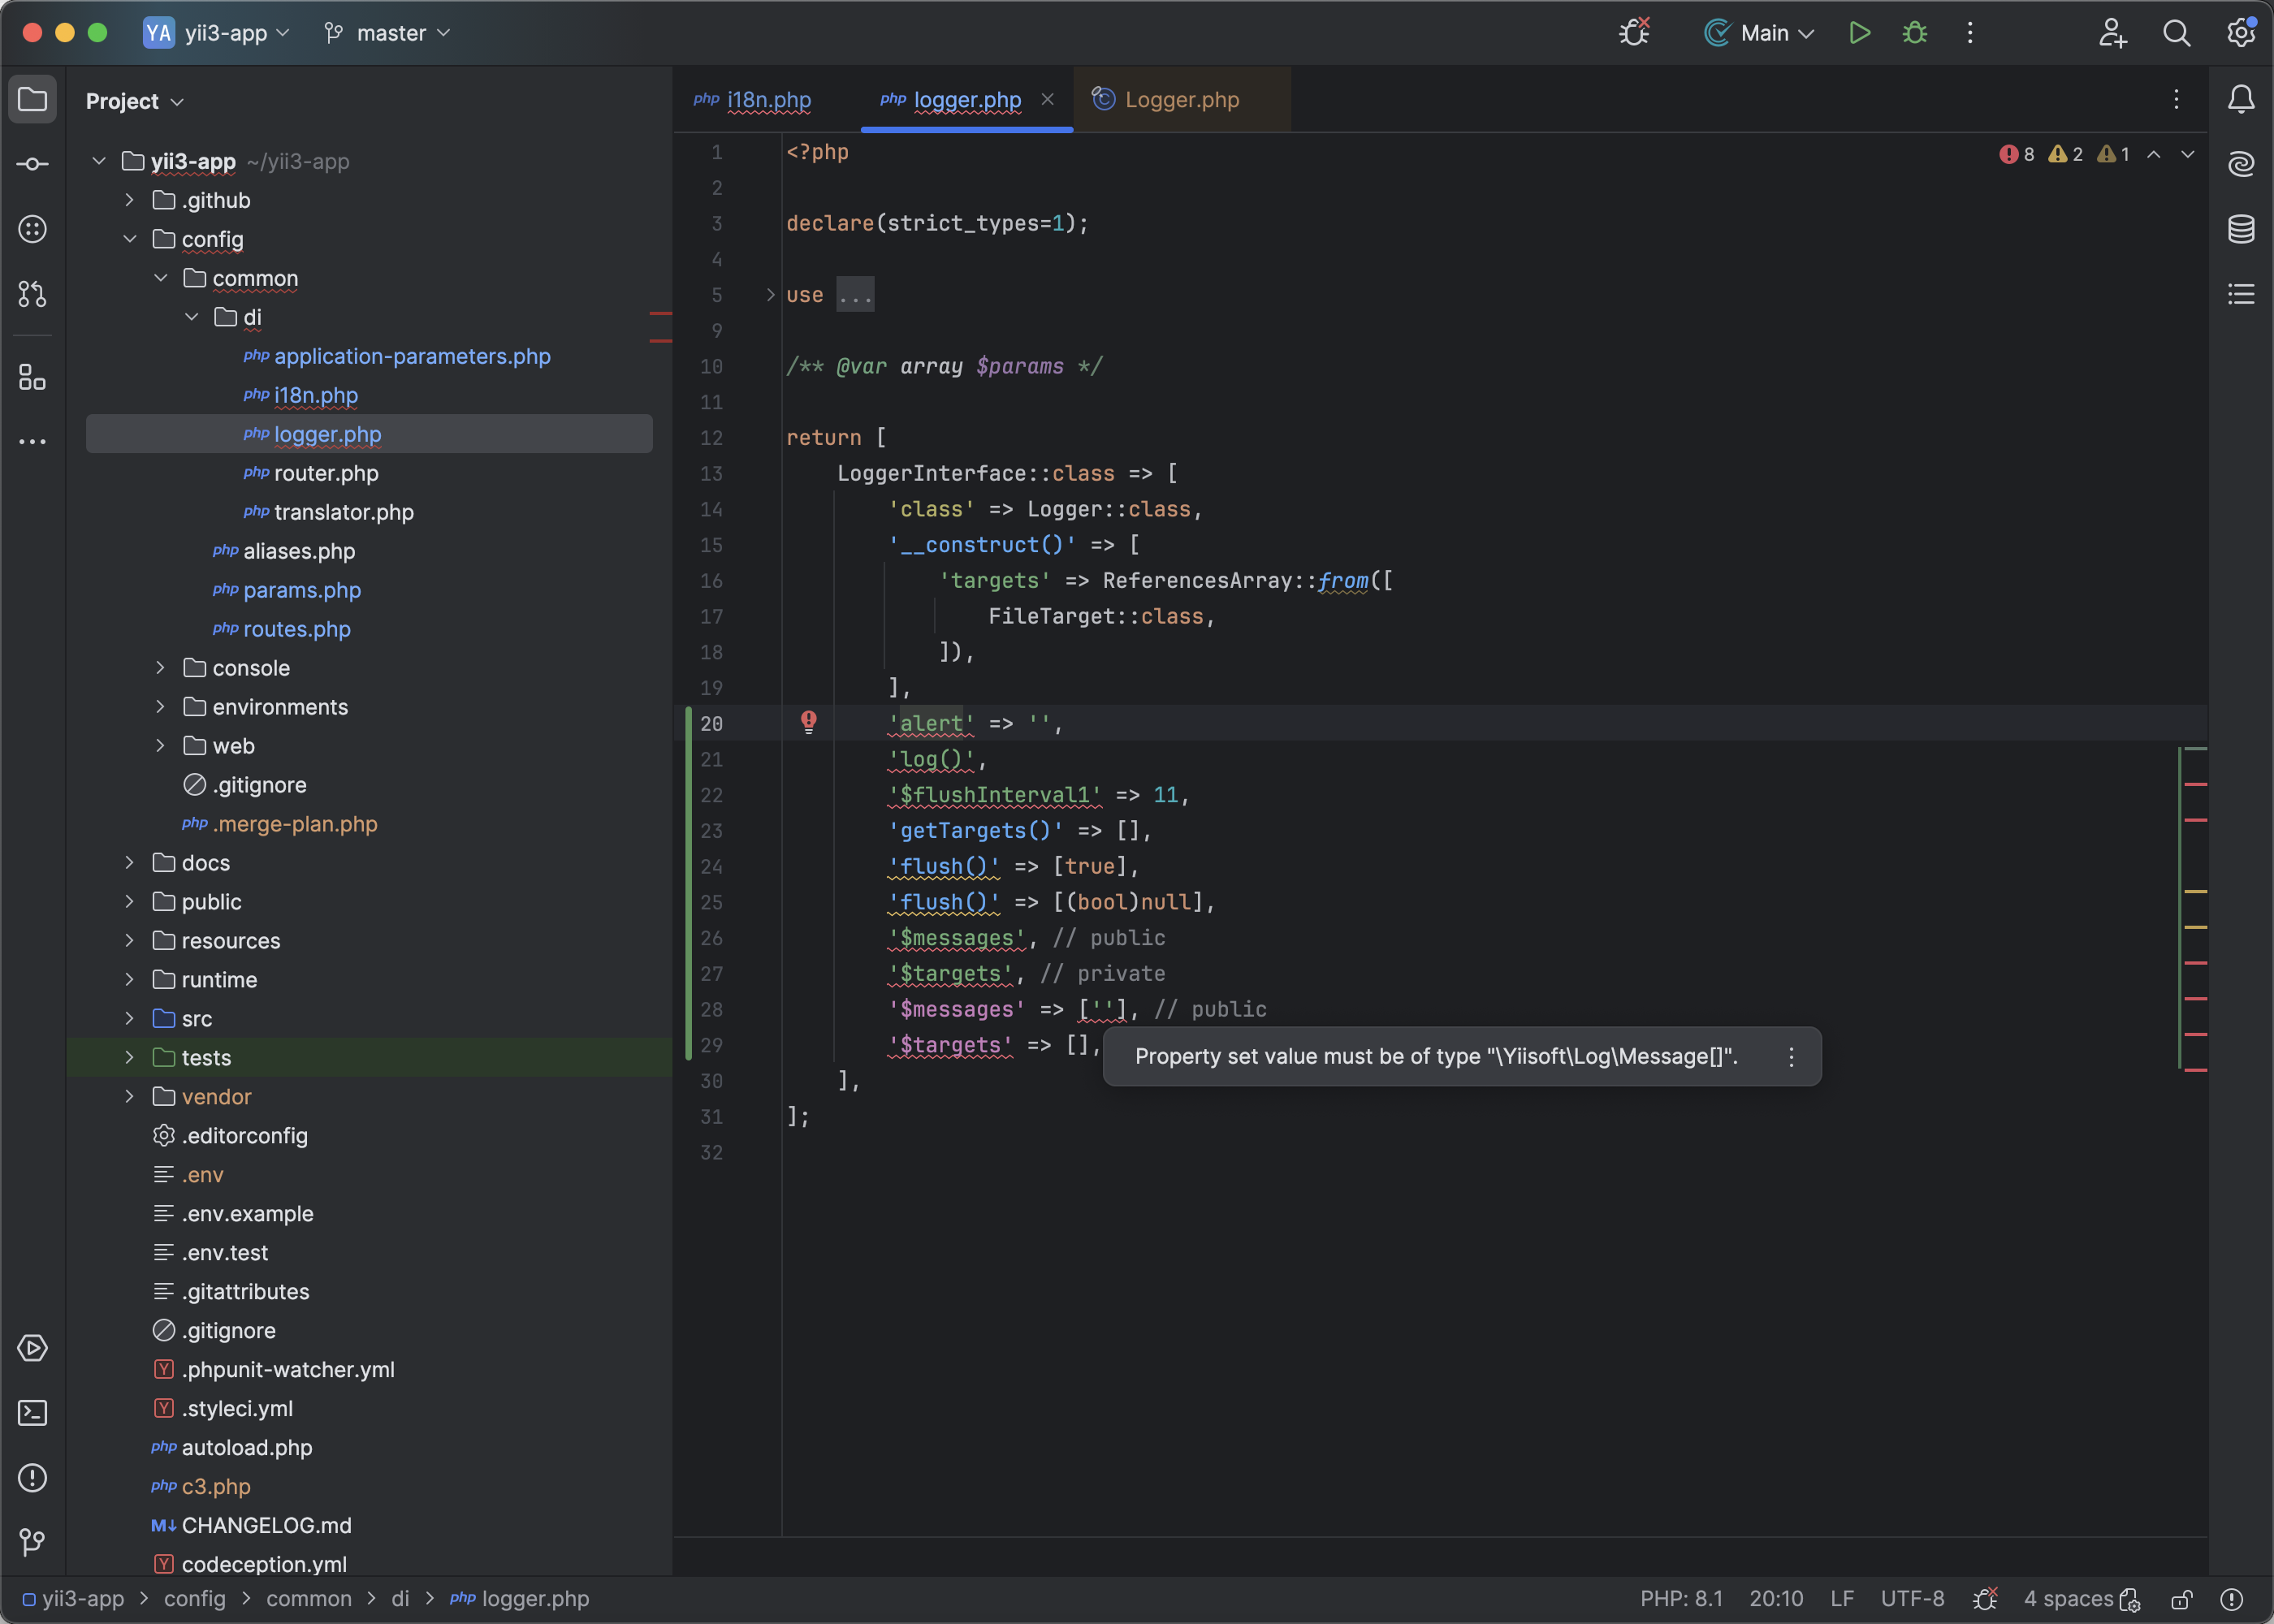 YA yii3-app master Main
Project
yii3-app ~/yii3-app
.github
config
common
di
php application-parameters.php
php i18n.php
php logger.php
php router.php
php translator.php
php aliases.php
php params.php
php routes.php
console
environments
web
.gitignore
php .merge-plan.php
docs
public
resources
runtime
src
tests
vendor
.editorconfig
.env
.env.example
.env.test
.gitattributes
.gitignore
Y .phpunit-watcher.yml
Y .styleci.yml
php autoload.php
php c3.php
M↓ CHANGELOG.md
Y codeception.yml
php i18n.php php logger.php Logger.php
8 2 1
1 <?php
2
3 declare(strict_types=1);
4
5 use ...
9
10 /** @var array $params */
11
12 return [
13 LoggerInterface::class => [
14 'class' => Logger::class,
15 '__construct()' => [
16 'targets' => ReferencesArray::from([
17 FileTarget::class,
18 ]),
19 ],
20 'alert' => '',
21 'log()',
22 '$flushInterval1' => 11,
23 'getTargets()' => [],
24 'flush()' => [true],
25 'flush()' => [(bool)null],
26 '$messages', // public
27 '$targets', // private
28 '$messages' => [''], // public
29 '$targets' => [],
Property set value must be of type "\Yiisoft\Log\Message[]".
30 ],
31 ];
32
yii3-app > config > common > di > php logger.php
PHP: 8.1 20:10 LF UTF-8 4 spaces